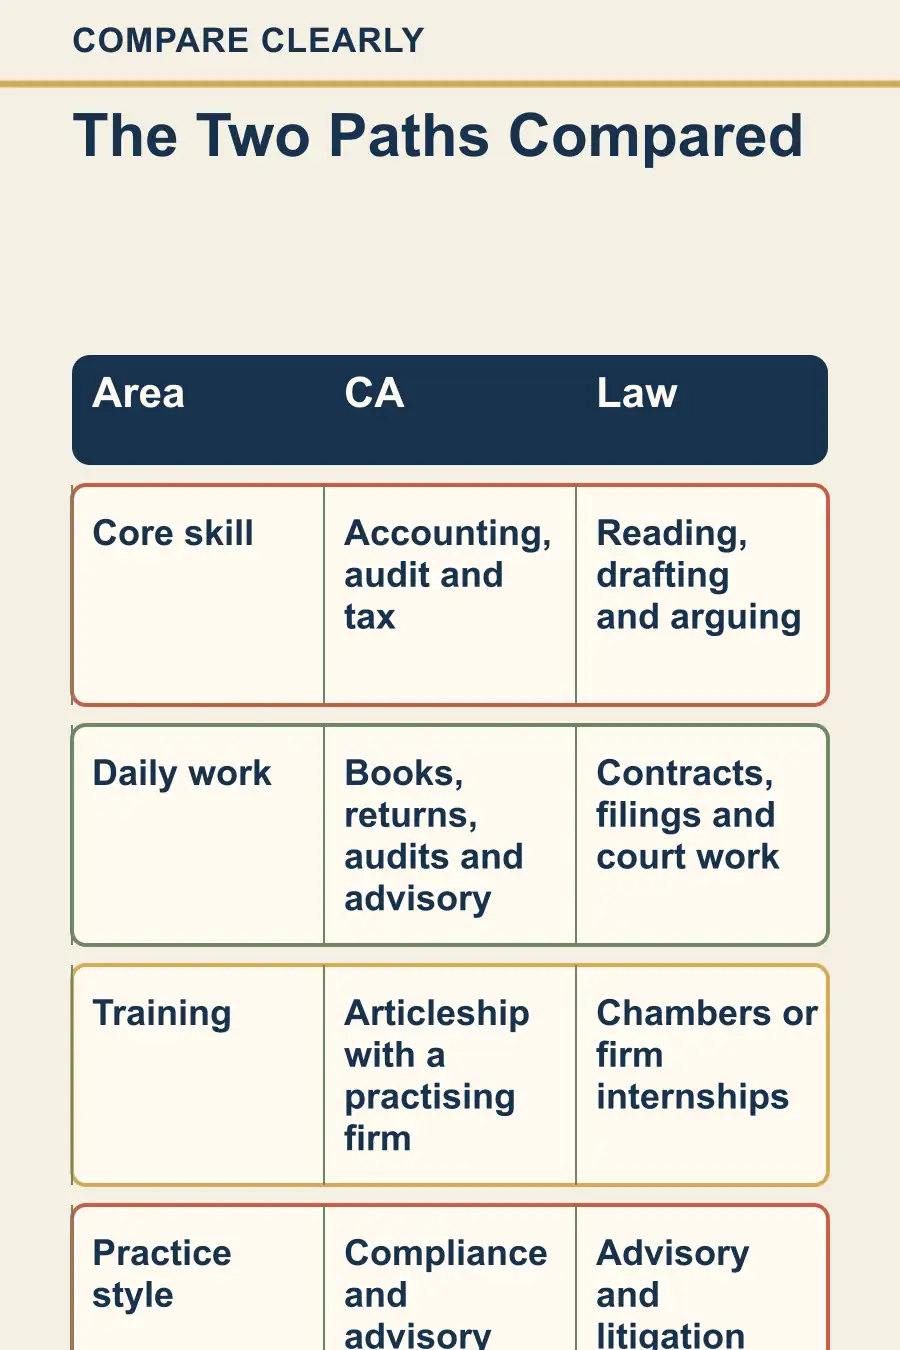 COMPARE CLEARLY
The Two Paths Compared
Area CA Law
Core skill
Accounting,
audit and
tax
Reading,
drafting
and arguing
Daily work
Books,
returns,
audits and
advisory
Contracts,
filings and
court work
Training
Articleship
with a
practising
firm
Chambers or
firm
internships
Practice
style
Compliance
and
advisory
Advisory
and
litigation